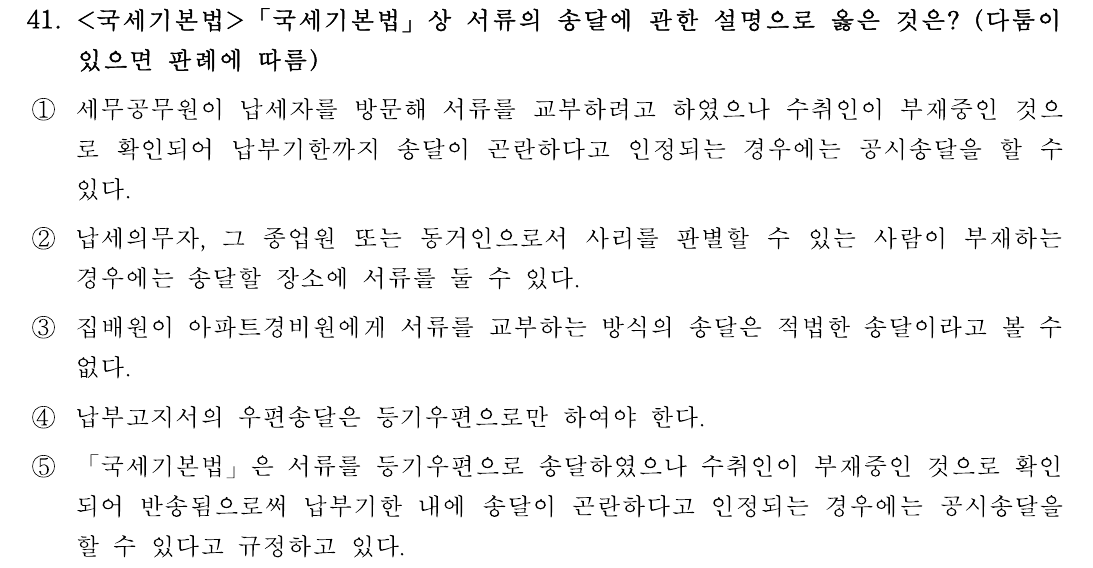 41. <국세기본법>「국세기본법」상 서류의 송달에 관한 설명으로 옳은 것은? (다툼이
있으면 판례에 따름)
① 세무공무원이 납세자를 방문해 서류를 교부하려고 하였으나 수취인이 부재중인 것으
로 확인되어 납부기한까지 송달이 곤란하다고 인정되는 경우에는 공시송달을 할 수
있다.
② 납세의무자, 그 종업원 또는 동거인으로서 사리를 판별할 수 있는 사람이 부재하는
경우에는 송달할 장소에 서류를 둘 수 있다.
③ 집배원이 아파트경비원에게 서류를 교부하는 방식의 송달은 적법한 송달이라고 볼 수
없다.
④ 납부고지서의 우편송달은 등기우편으로만 하여야 한다.
⑤ 「국세기본법」은 서류를 등기우편으로 송달하였으나 수취인이 부재중인 것으로 확인
되어 반송됨으로써 납부기한 내에 송달이 곤란하다고 인정되는 경우에는 공시송달을
할 수 있다고 규정하고 있다.